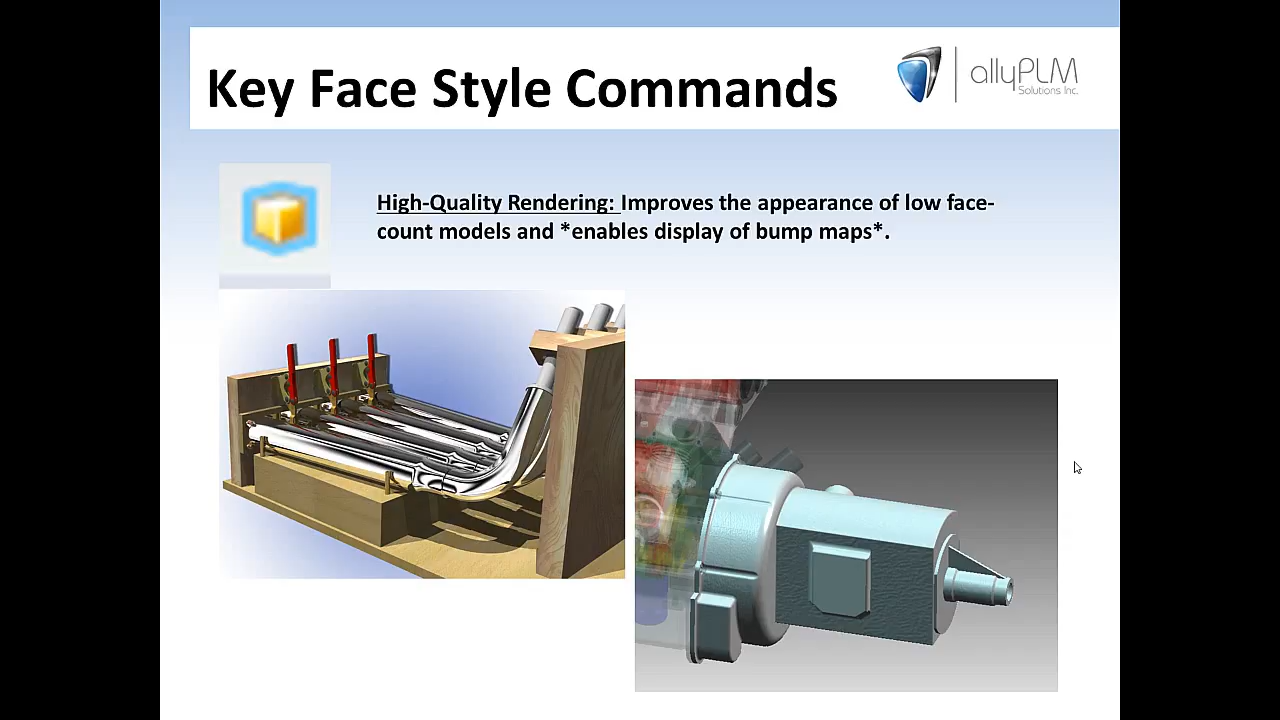 Key Face Style Commands
allyPLM
Solutions Inc.
High-Quality Rendering: Improves the appearance of low face-
count models and *enables display of bump maps*.